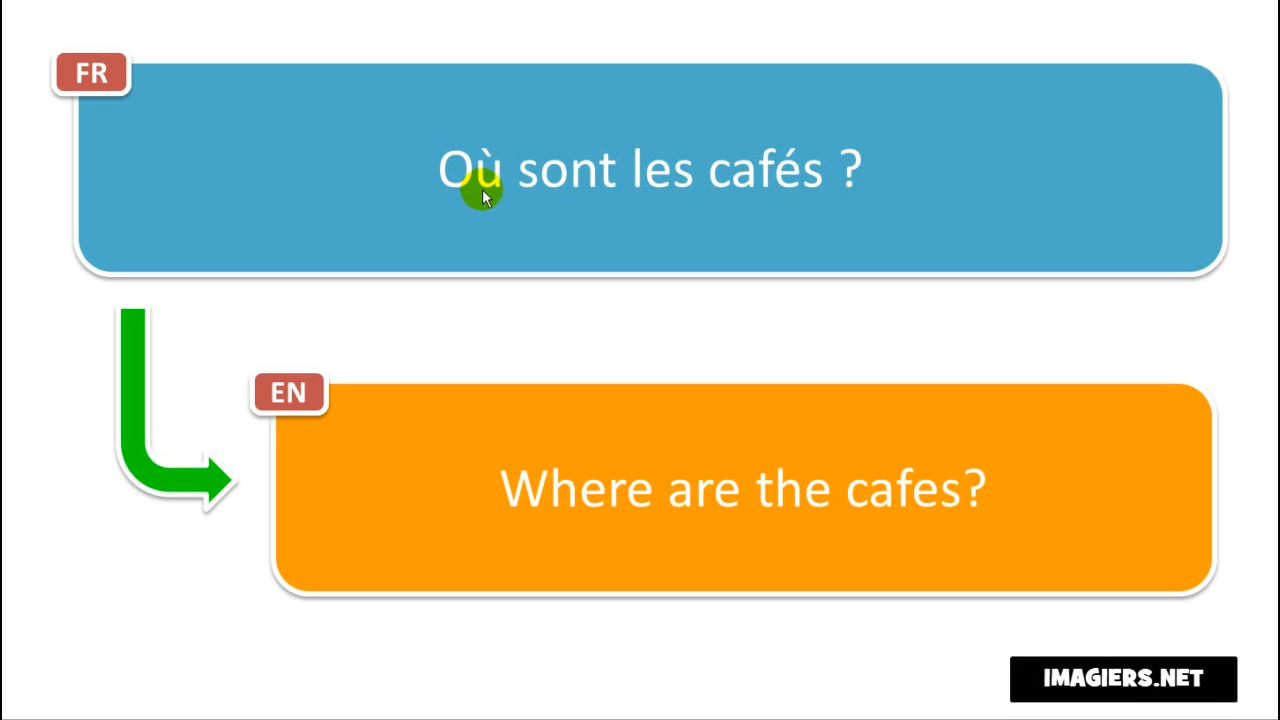 FR
Où sont les cafés ?
EN
Where are the cafes?
IMAGIERS.NET